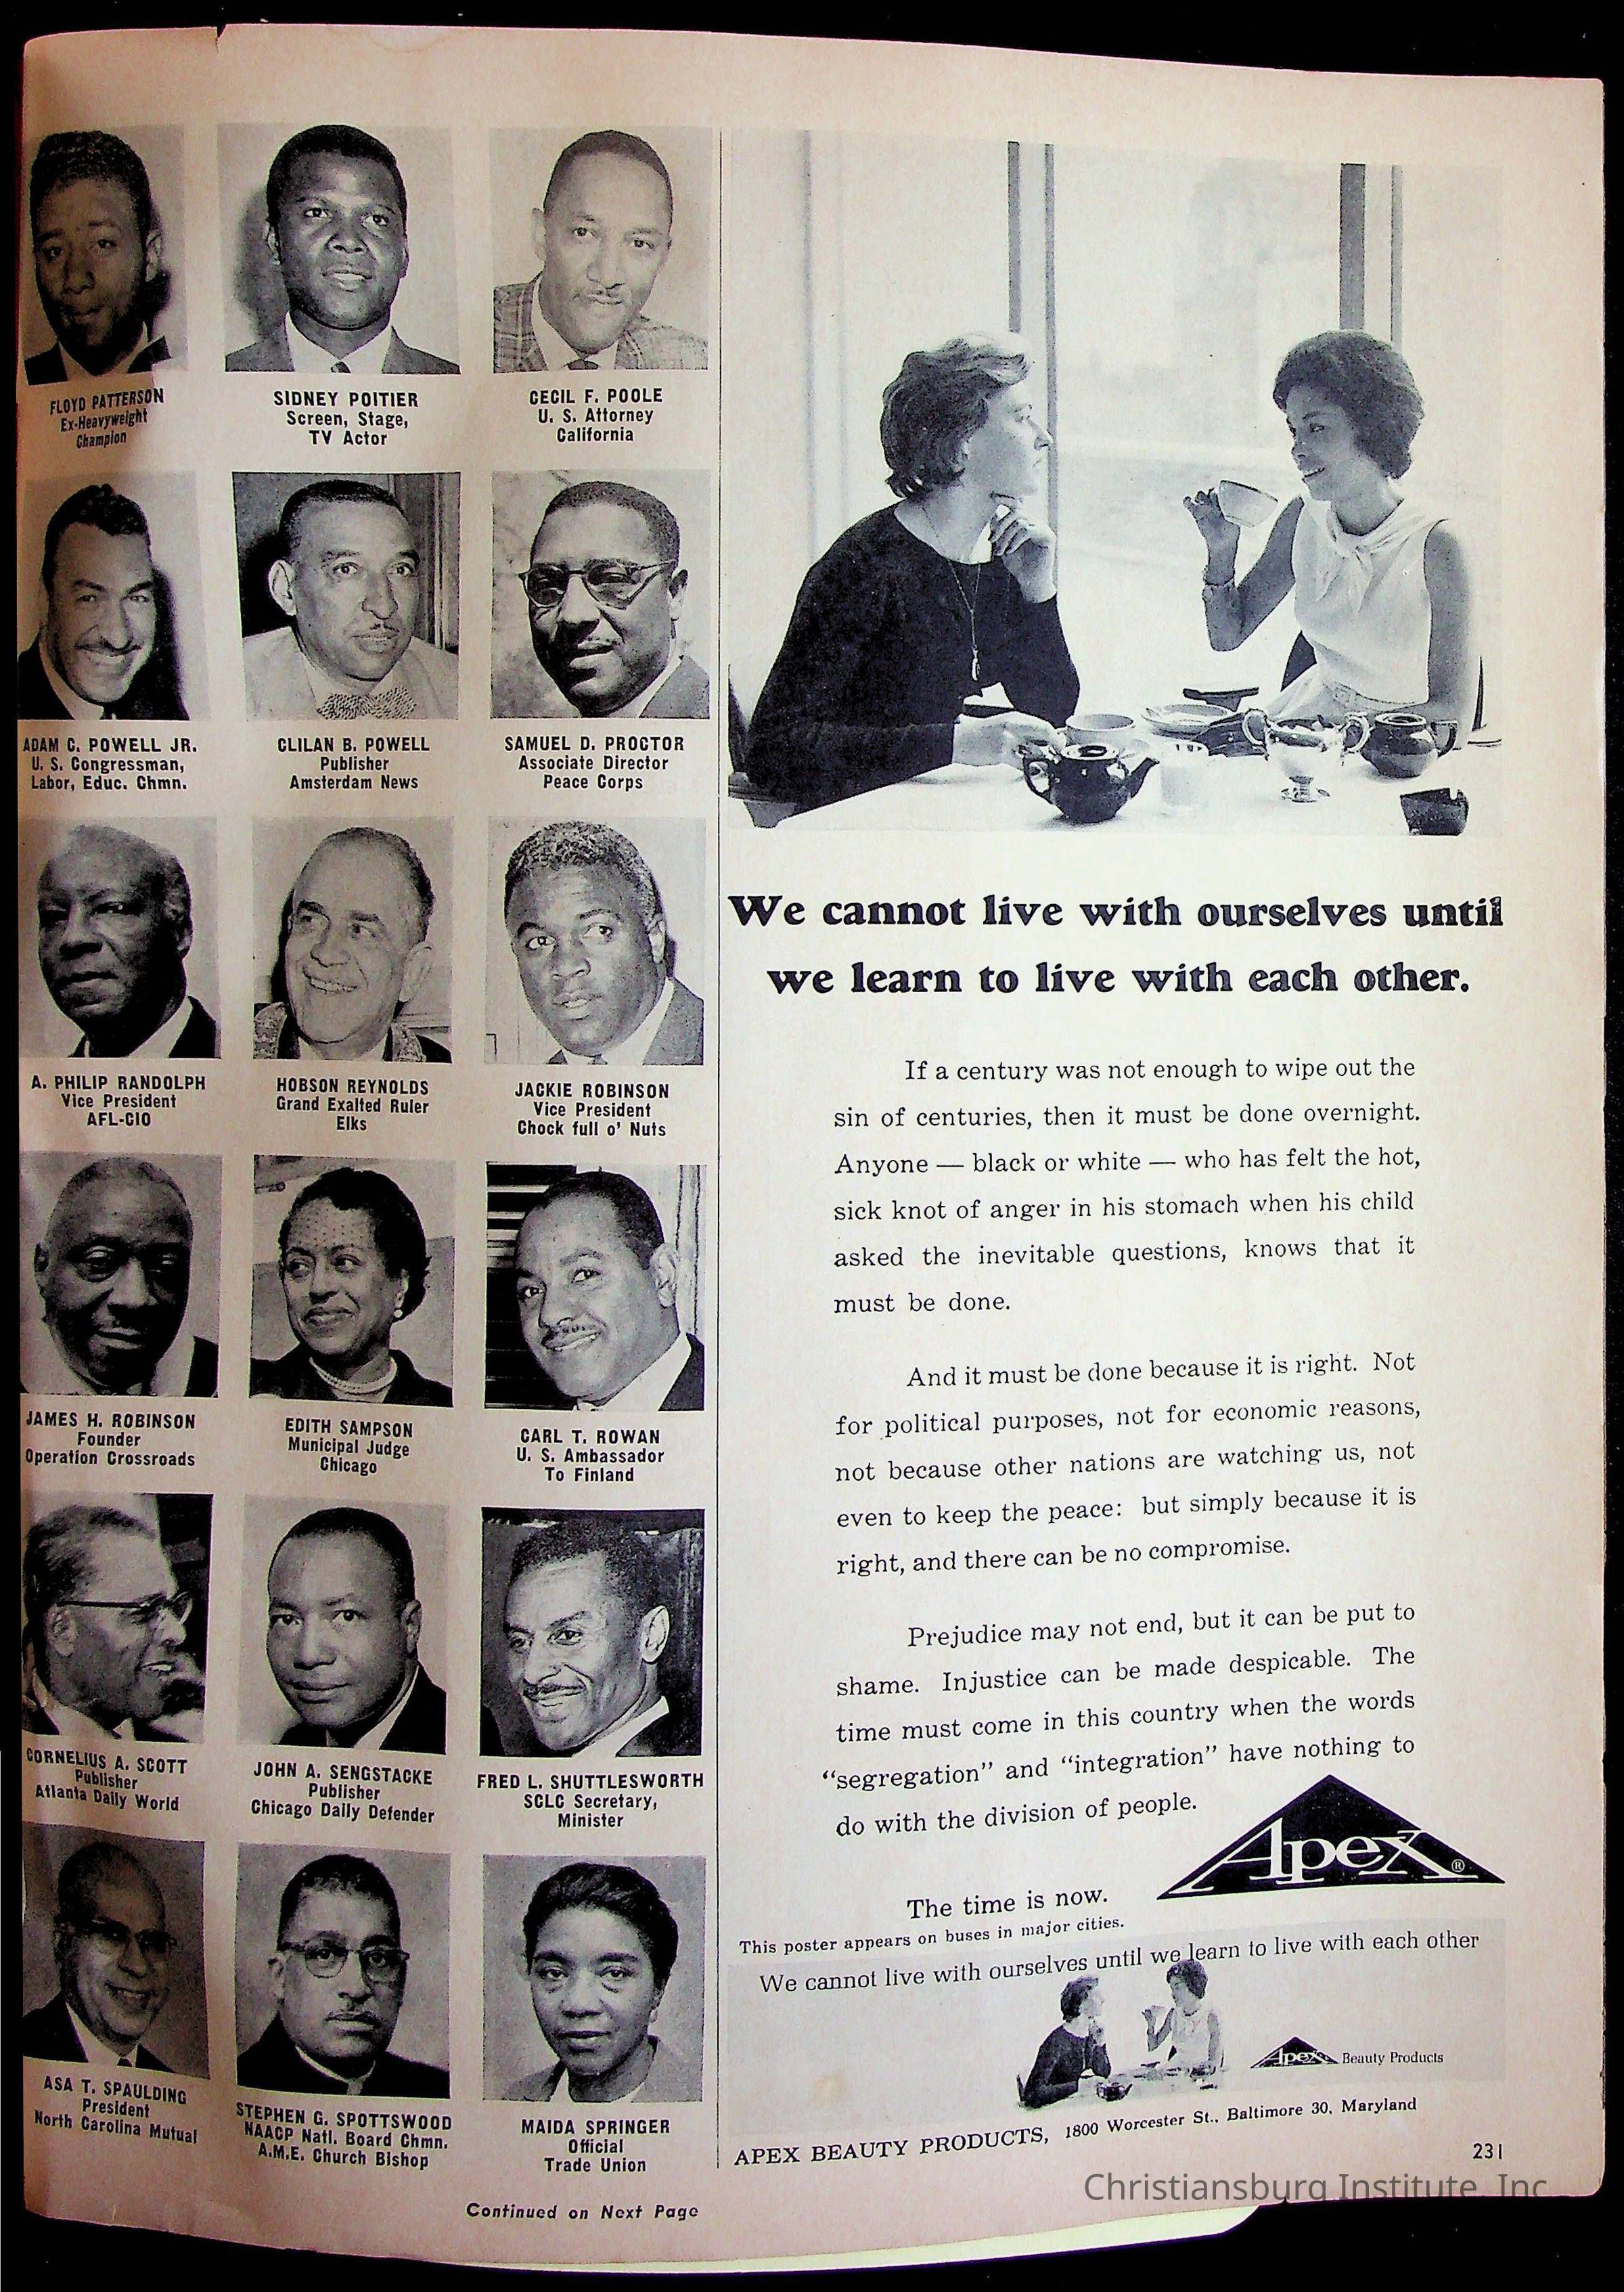 FLOYD PATTERSON
Ex-Heavyweight
Champion
SIDNEY POITIER
Screen, Stage,
TV Actor
CECIL F. POOLE
U. S. Attorney
California
ADAM C. POWELL JR.
U. S. Congressman,
Labor, Educ. Chmn.
CLILAN B. POWELL
Publisher
Amsterdam News
SAMUEL D. PROCTOR
Associate Director
Peace Corps
A. PHILIP RANDOLPH
Vice President
AFL-CIO
HOBSON REYNOLDS
Grand Exalted Ruler
Elks
JACKIE ROBINSON
Vice President
Chock full o' Nuts
JAMES H. ROBINSON
Founder
Operation Crossroads
EDITH SAMPSON
Municipal Judge
Chicago
CARL T. ROWAN
U. S. Ambassador
To Finland
CORNELIUS A. SCOTT
Publisher
Atlanta Daily World
JOHN A. SENGSTACKE
Publisher
Chicago Daily Defender
FRED L. SHUTTLESWORTH
SCLC Secretary,
Minister
ASA T. SPAULDING
President
North Carolina Mutual
STEPHEN G. SPOTTSWOOD
NAACP Natl. Board Chmn.
A.M.E. Church Bishop
MAIDA SPRINGER
Official
Trade Union
Continued on Next Page
We cannot live with ourselves until
we learn to live with each other.
If a century was not enough to wipe out the
sin of centuries, then it must be done overnight.
Anyone — black or white — who has felt the hot,
sick knot of anger in his stomach when his child
asked the inevitable questions, knows that it
must be done.
And it must be done because it is right. Not
for political purposes, not for economic reasons,
not because other nations are watching us, not
even to keep the peace: but simply because it is
right, and there can be no compromise.
Prejudice may not end, but it can be put to
shame. Injustice can be made despicable. The
time must come in this country when the words
“segregation” and “integration” have nothing to
do with the division of people.
Apex®
The time is now.
This poster appears on buses in major cities.
We cannot live with ourselves until we learn to live with each other
Apex Beauty Products
APEX BEAUTY PRODUCTS, 1800 Worcester St., Baltimore 30, Maryland
231
Christiansburg Institute, Inc